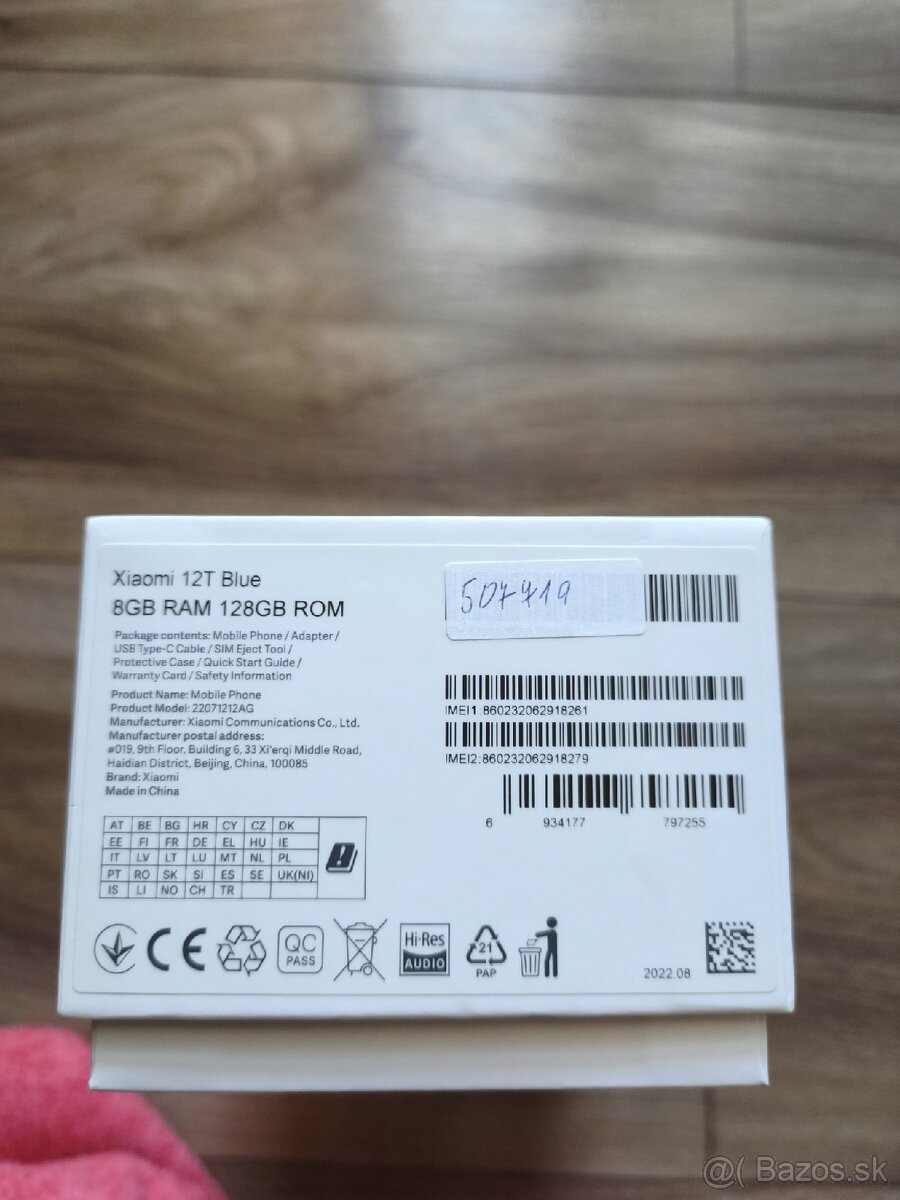 Xiaomi 12T Blue
8GB RAM 128GB ROM
Package contents: Mobile Phone / Adapter /
USB Type-C Cable / SIM Eject Tool /
Protective Case / Quick Start Guide /
Warranty Card / Safety Information
Product Name: Mobile Phone
Product Model: 22071212AG
Manufacturer: Xiaomi Communications Co., Ltd.
Manufacturer postal address:
#019, 9th Floor, Building 6, 33 Xi'erqi Middle Road,
Haidian District, Beijing, China, 100085
Brand: Xiaomi
Made in China
507719
IMEI1:860232062918261
IMEI2:860232062918279
6 934177 797255
AT BE BG HR CY CZ DK
EE FI FR DE EL HU IE
IT LV LT LU MT NL PL
PT RO SK SI ES SE UK(NI)
IS LI NO CH TR
CE
QC
PASS
Hi-Res
AUDIO
21
PAP
2022.08
@( Bazos.sk